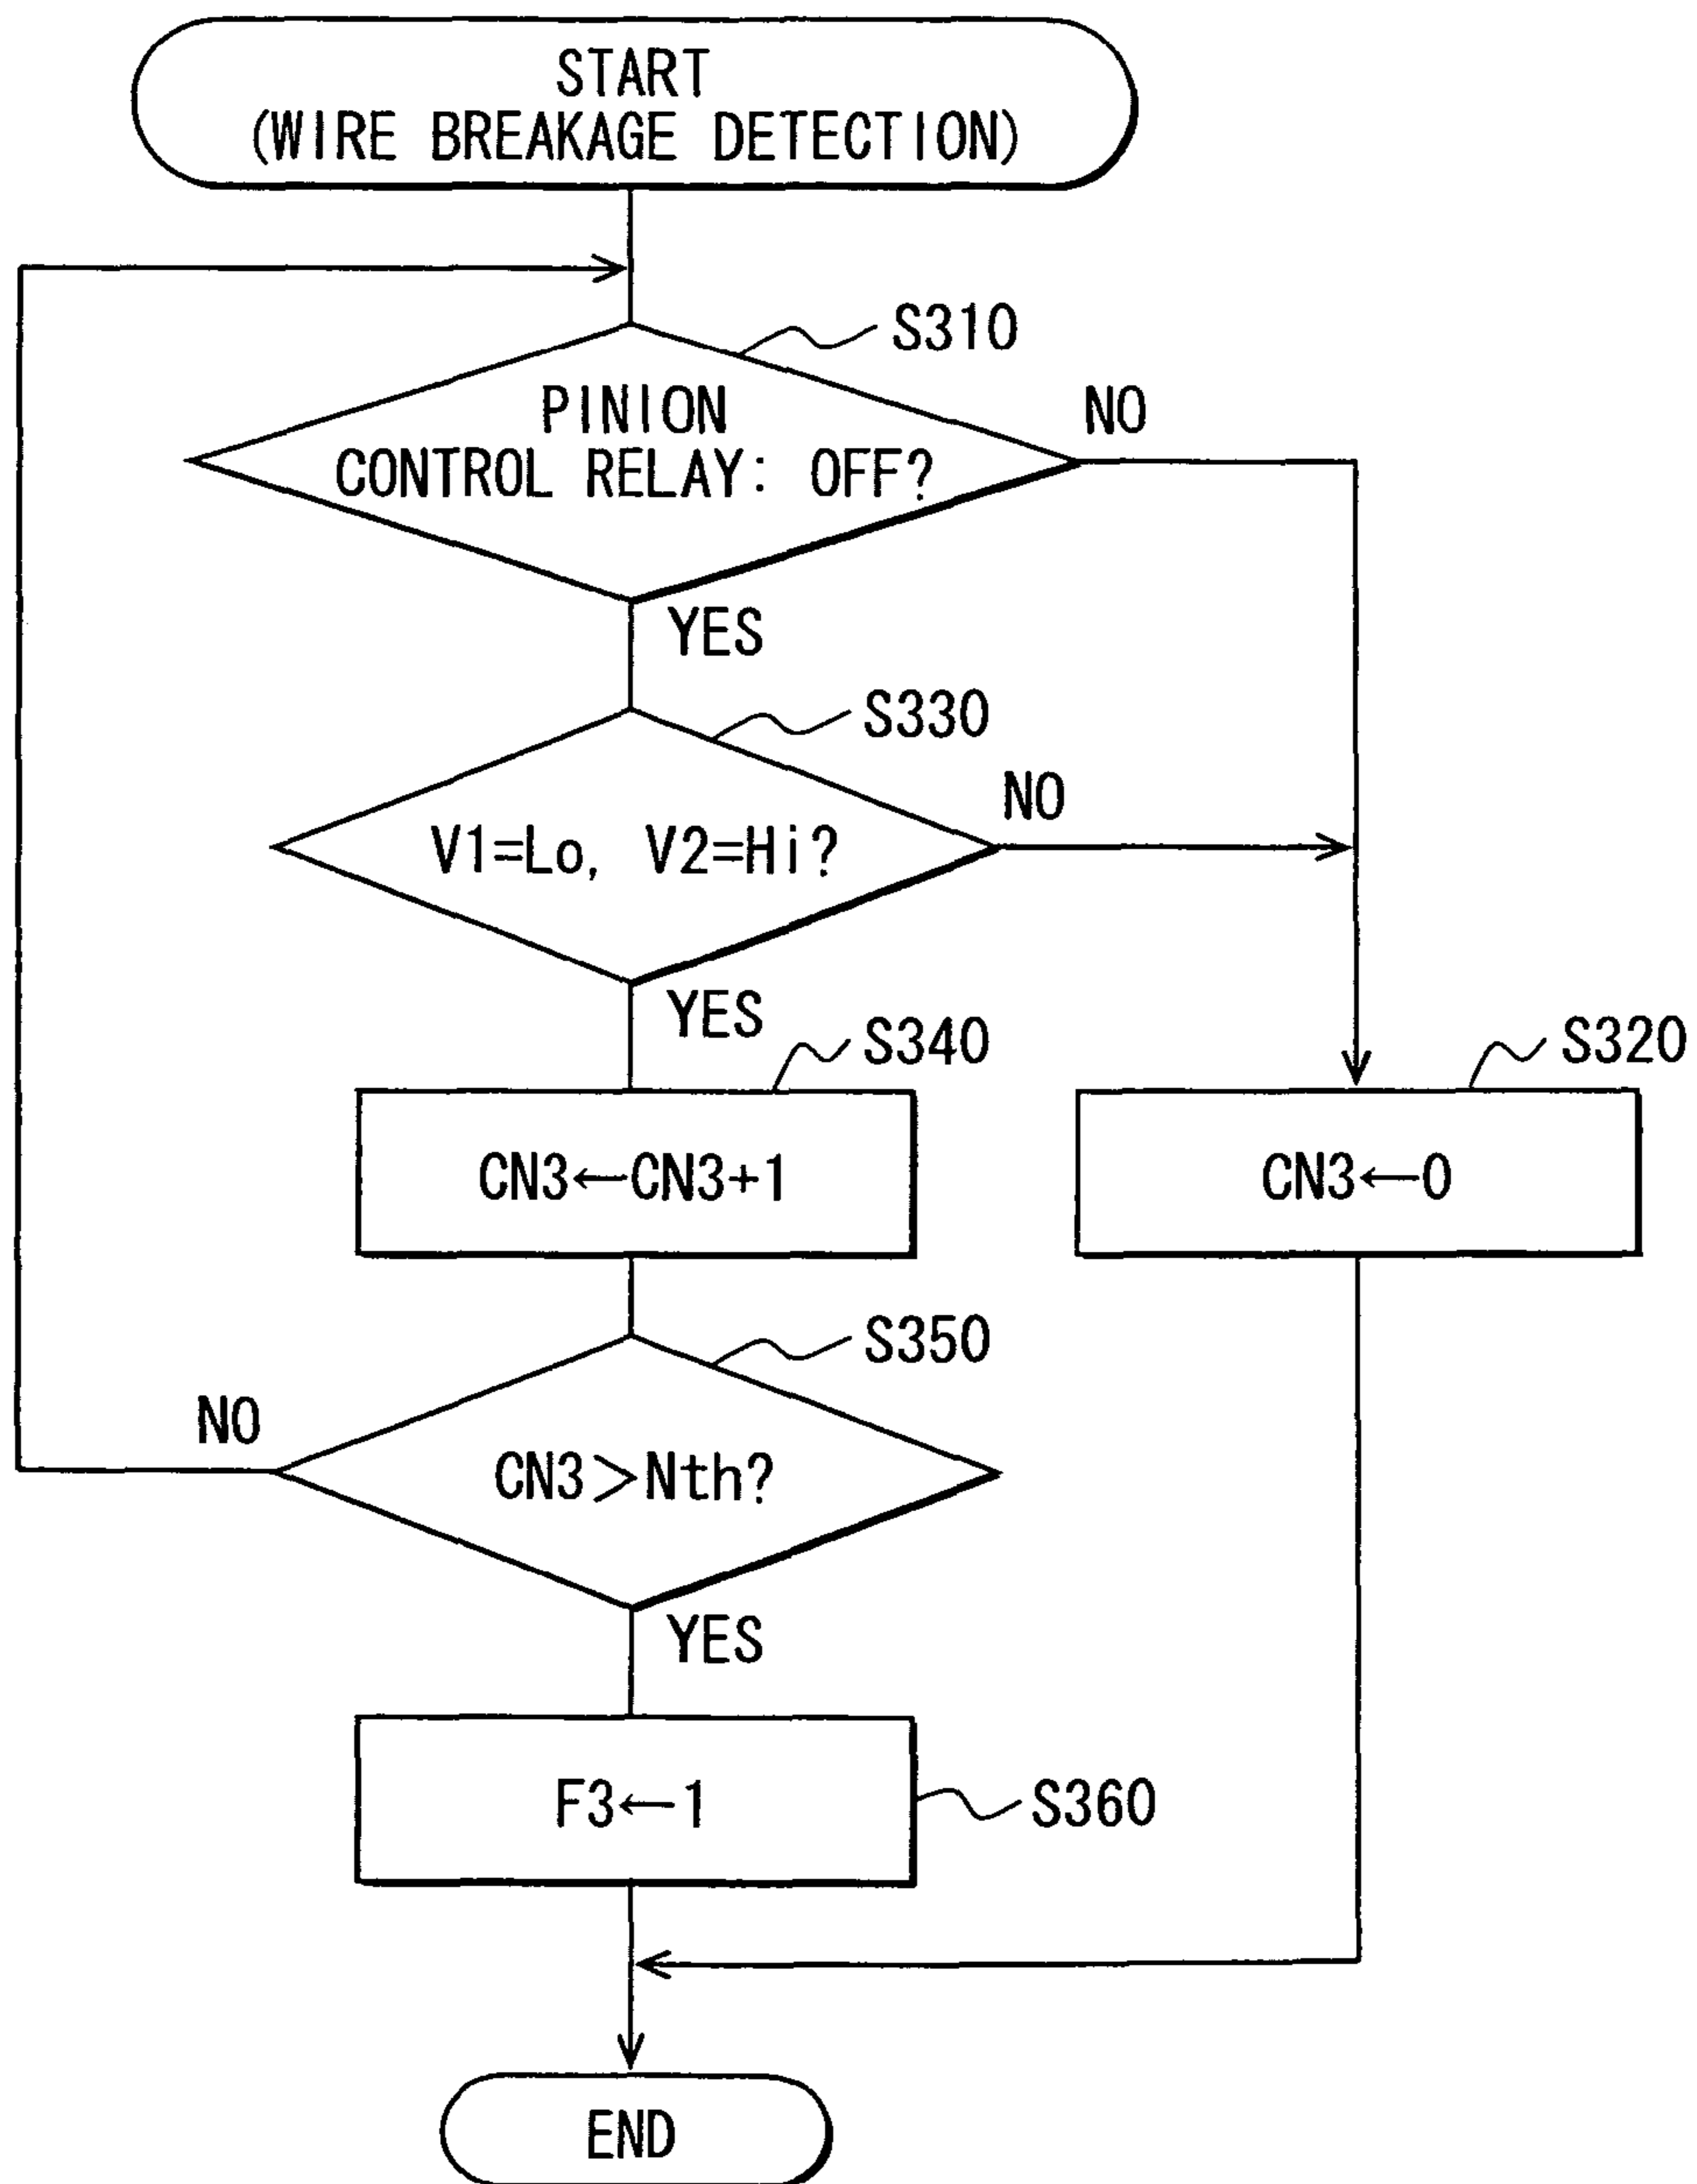 START
(WIRE BREAKAGE DETECTION)
S310
PINION
CONTROL RELAY: OFF?
NO
YES
S330
V1=Lo, V2=Hi?
NO
YES
S340
CN3←CN3+1
S320
CN3←0
S350
CN3>Nth?
NO
YES
F3←1
S360
END